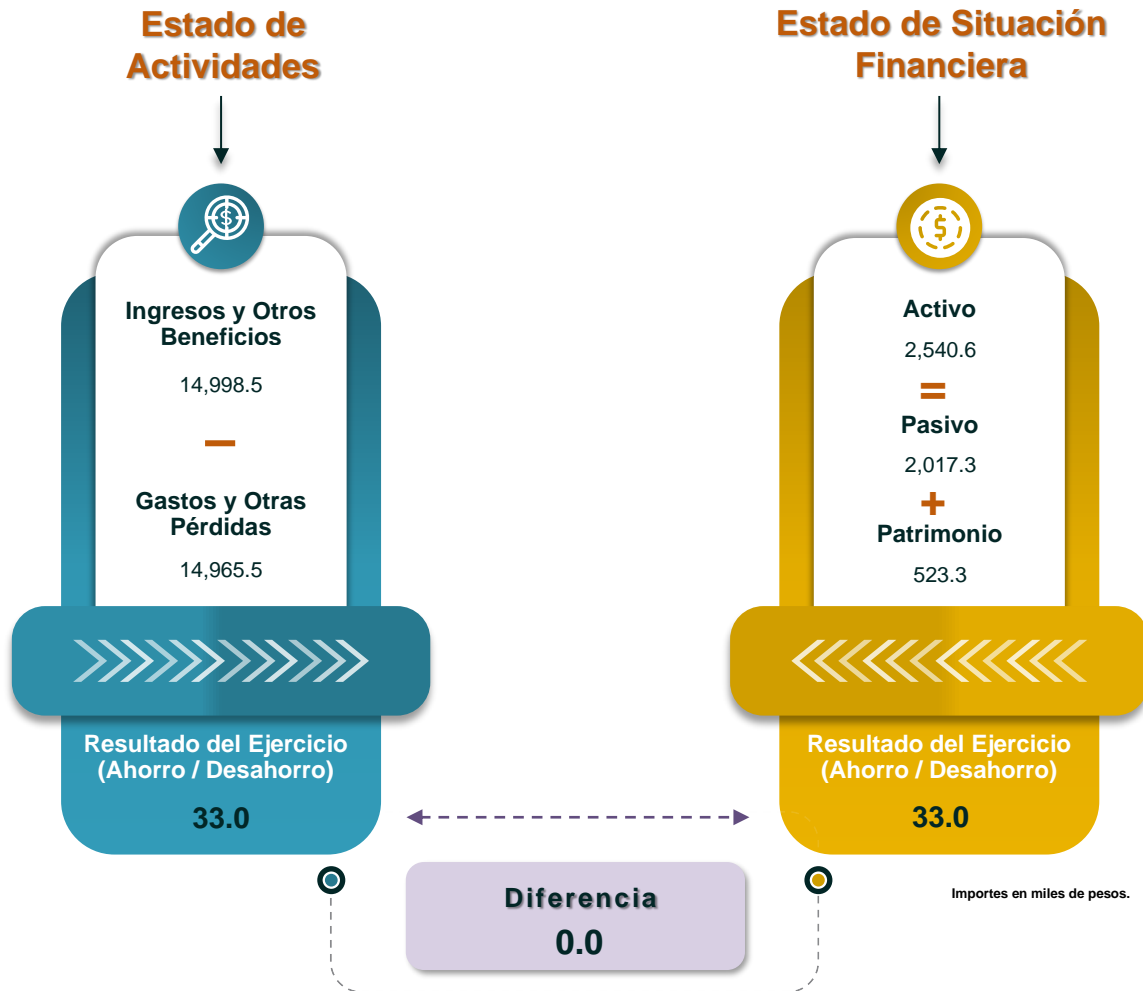 Estado de
Actividades
$
Ingresos y Otros
Beneficios
14,998.5
–
Gastos y Otras
Pérdidas
14,965.5
Resultado del Ejercicio
(Ahorro / Desahorro)
33.0
Estado de Situación
Financiera
$
Activo
2,540.6
=
Pasivo
2,017.3
+
Patrimonio
523.3
Resultado del Ejercicio
(Ahorro / Desahorro)
33.0
Diferencia
0.0
Importes en miles de pesos.